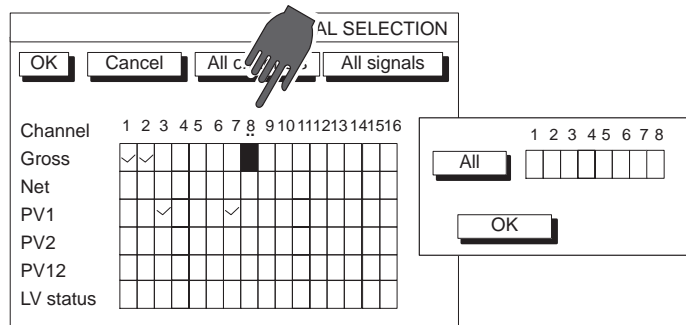 AL SELECTION
OK Cancel All c s All signals
Channel 1 2 3 4 5 6 7 8 9 10 11 12 13 14 15 16
Gross
Net
PV1
PV2
PV12
LV status
1 2 3 4 5 6 7 8
All
OK